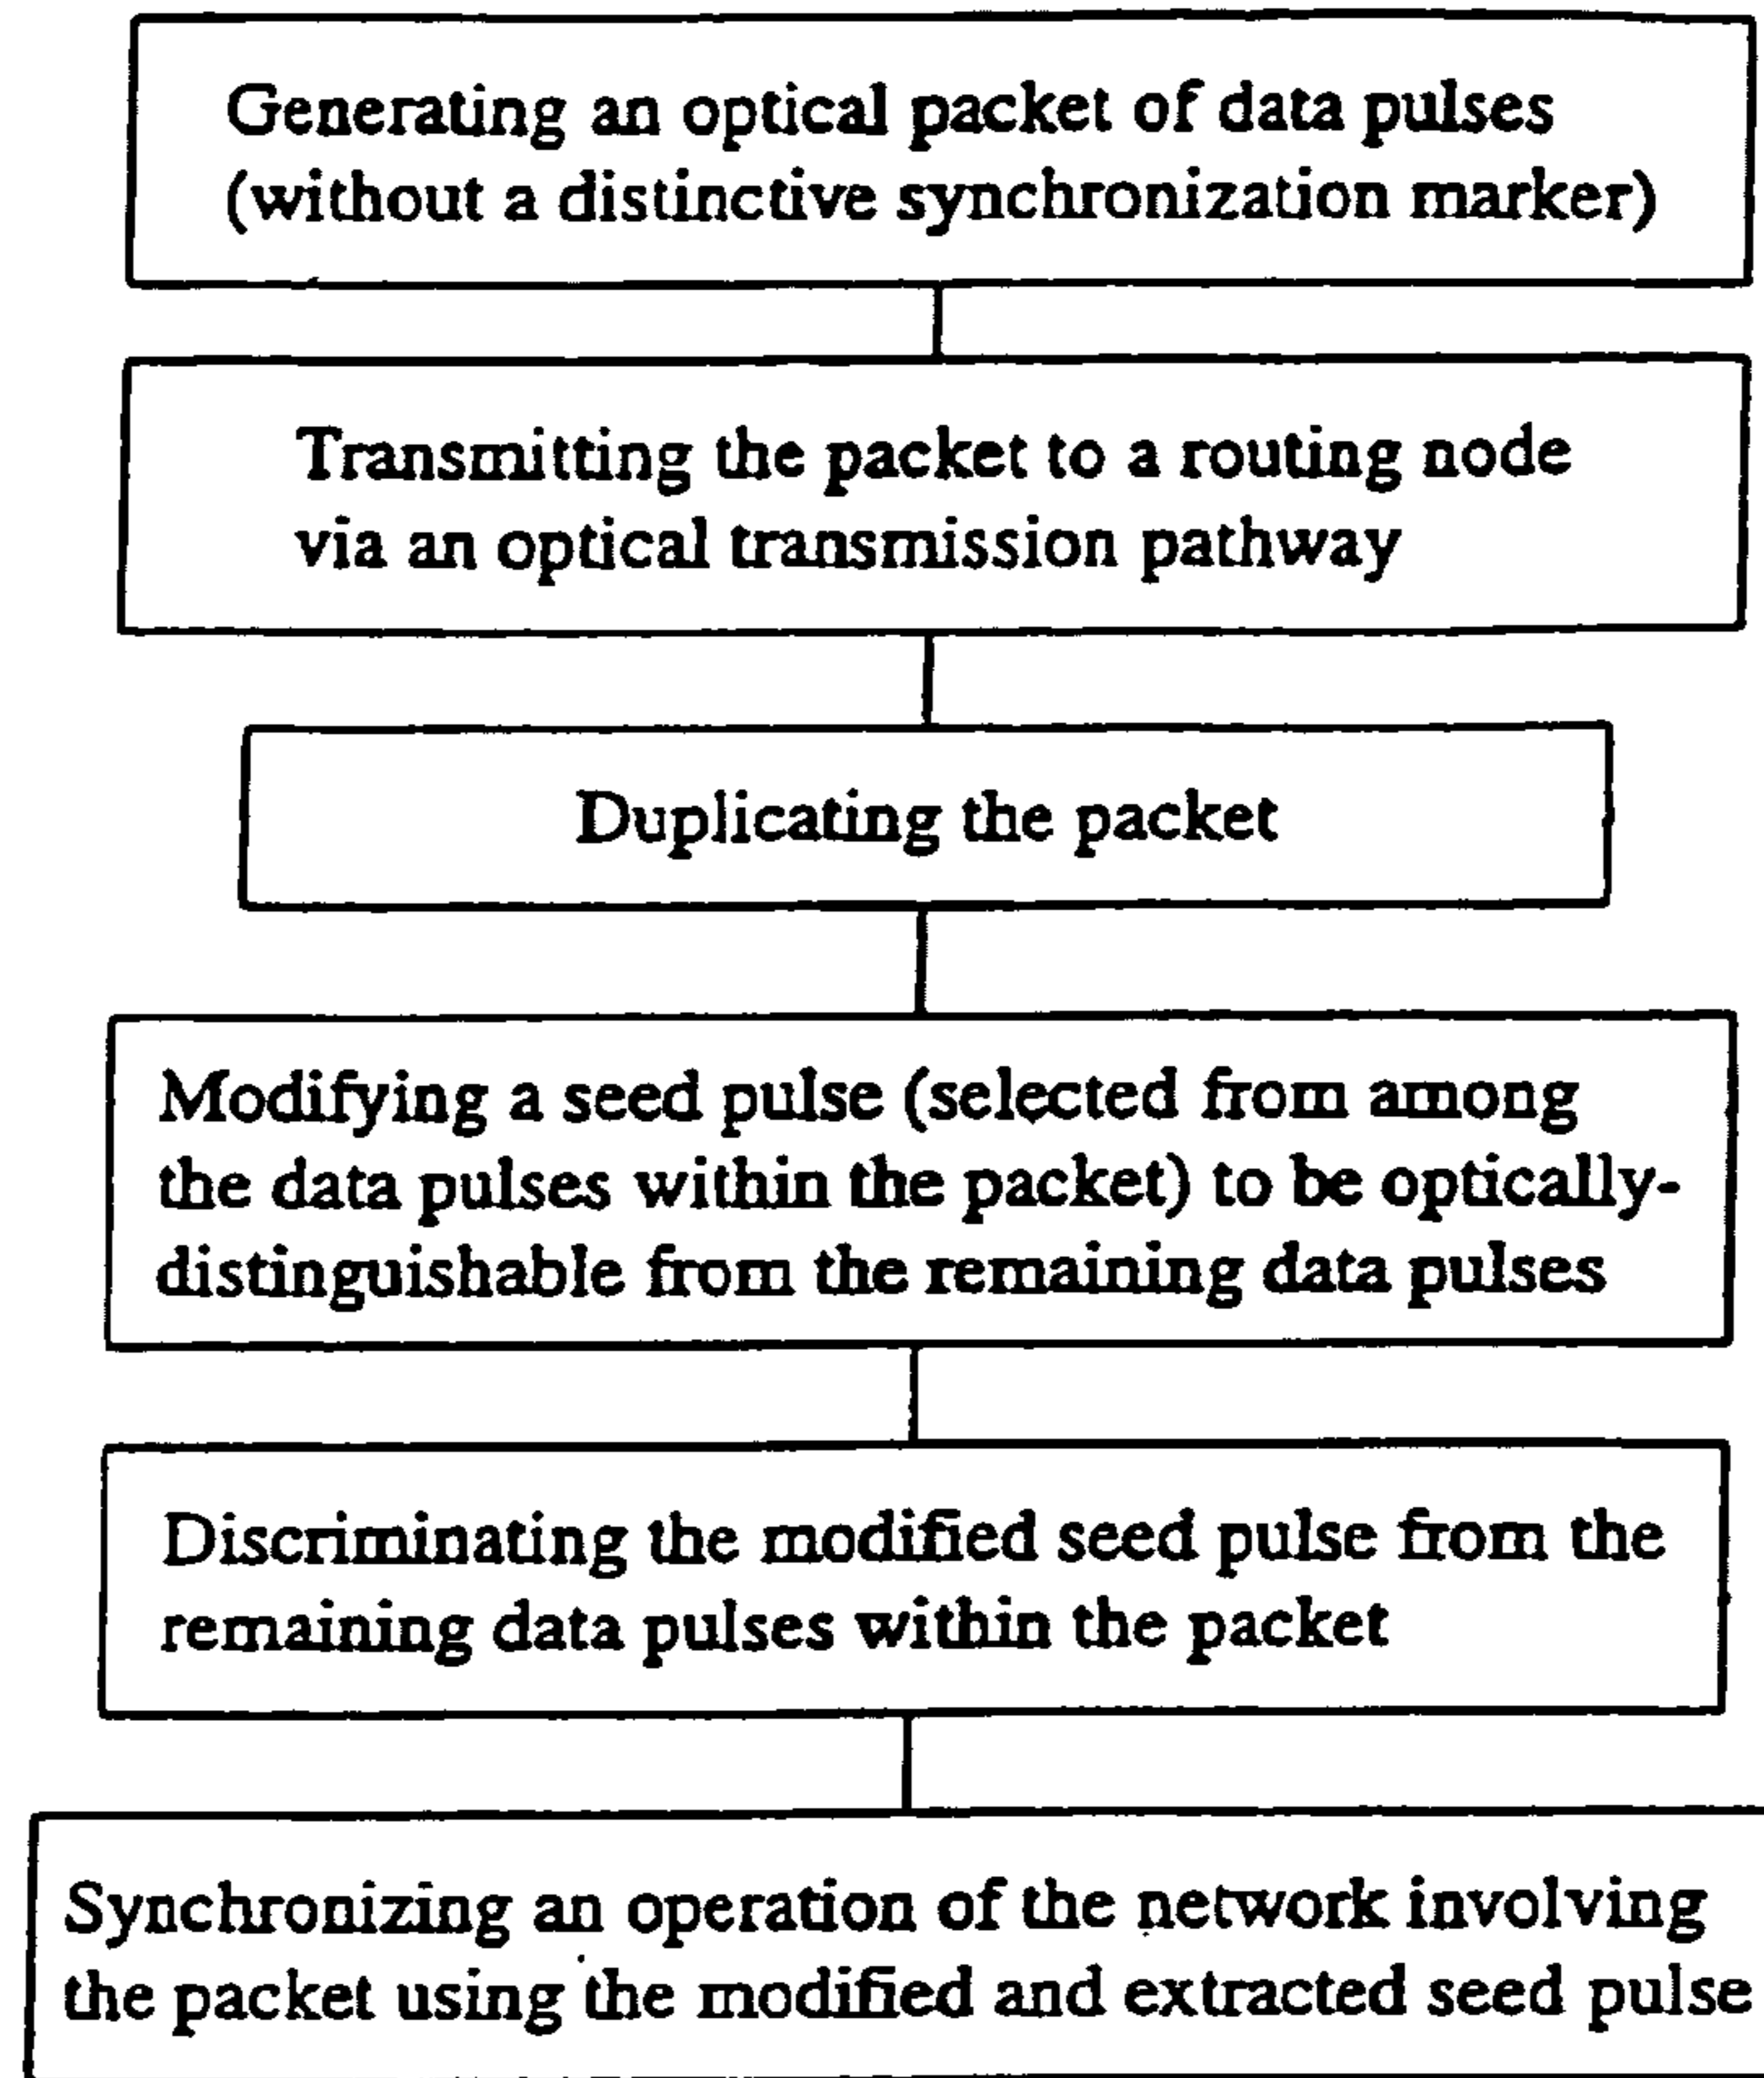 Generating an optical packet of data pulses
(without a distinctive synchronization marker)
Transmitting the packet to a routing node
via an optical transmission pathway
Duplicating the packet
Modifying a seed pulse (selected from among
the data pulses within the packet) to be optically-
distinguishable from the remaining data pulses
Discriminating the modified seed pulse from the
remaining data pulses within the packet
Synchronizing an operation of the network involving
the packet using the modified and extracted seed pulse